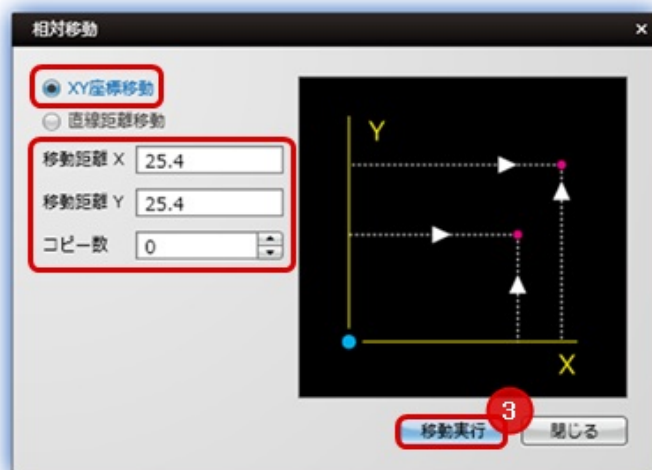 相対移動 ×
XY座標移動
直線距離移動
移動距離 X 25.4
移動距離 Y 25.4
コピー数 0
Y
X
3
移動実行 閉じる